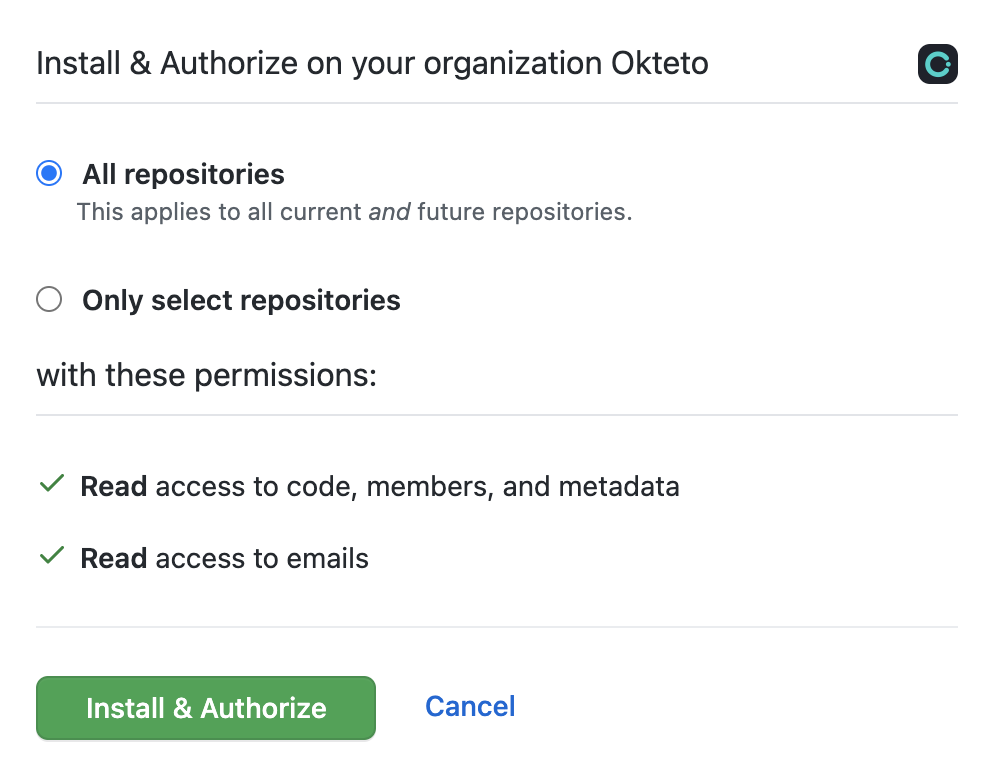 Install & Authorize on your organization Okteto
All repositories
This applies to all current and future repositories.
Only select repositories
with these permissions:
Read access to code, members, and metadata
Read access to emails
Install & Authorize
Cancel